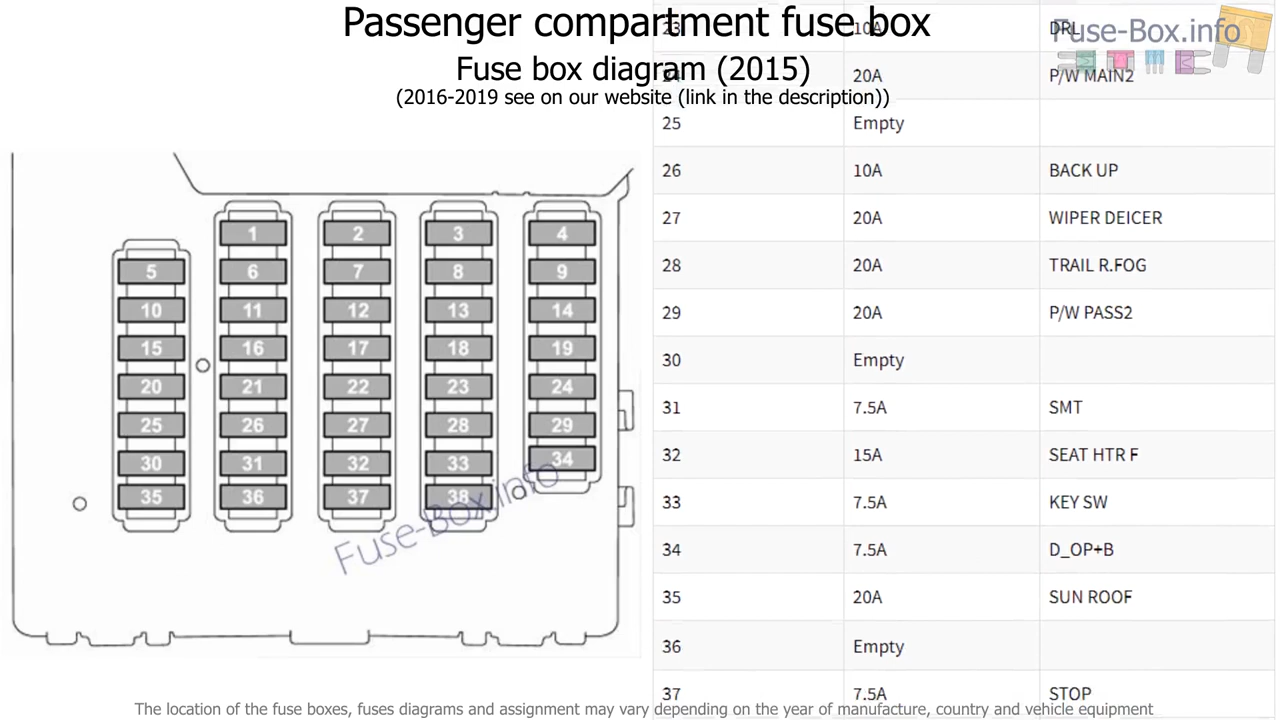 Passenger compartment fuse box
Fuse box diagram (2015)
(2016-2019 see on our website (link in the description))
Fuse-Box.info
23 10A DRL
24 20A P/W MAIN2
25 Empty
26 10A BACK UP
27 20A WIPER DEICER
28 20A TRAIL R.FOG
29 20A P/W PASS2
30 Empty
31 7.5A SMT
32 15A SEAT HTR F
33 7.5A KEY SW
34 7.5A D_OP+B
35 20A SUN ROOF
36 Empty
37 7.5A STOP
1 2 3 4
5 6 7 8 9
10 11 12 13 14
15 16 17 18 19
20 21 22 23 24
25 26 27 28 29
30 31 32 33 34
35 36 37 38
Fuse-Box.info
The location of the fuse boxes, fuses diagrams and assignment may vary depending on the year of manufacture, country and vehicle equipment